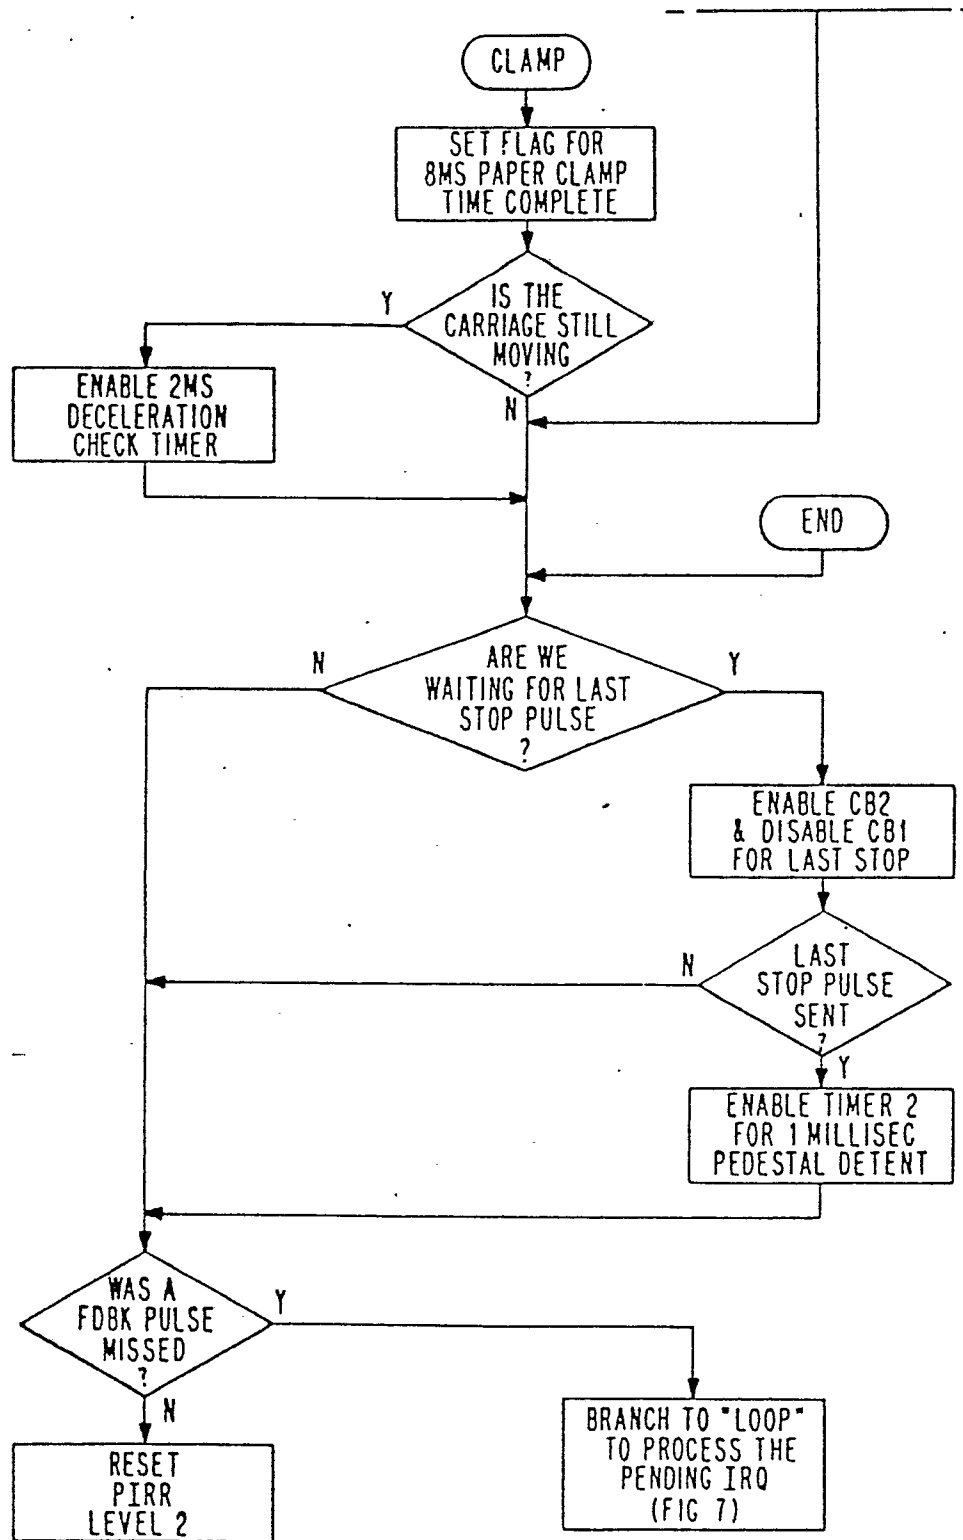 CLAMP
SET FLAG FOR
8MS PAPER CLAMP
TIME COMPLETE
IS THE
CARRIAGE STILL
MOVING
?
Y
N
ENABLE 2MS
DECELERATION
CHECK TIMER
END
ARE WE
WAITING FOR LAST
STOP PULSE
?
N
Y
ENABLE CB2
& DISABLE CB1
FOR LAST STOP
LAST
STOP PULSE
SENT
?
N
Y
ENABLE TIMER 2
FOR 1 MILLISEC
PEDESTAL DETENT
WAS A
FDBK PULSE
MISSED
?
Y
N
BRANCH TO "LOOP"
TO PROCESS THE
PENDING IRQ
(FIG 7)
RESET
PIRR
LEVEL 2